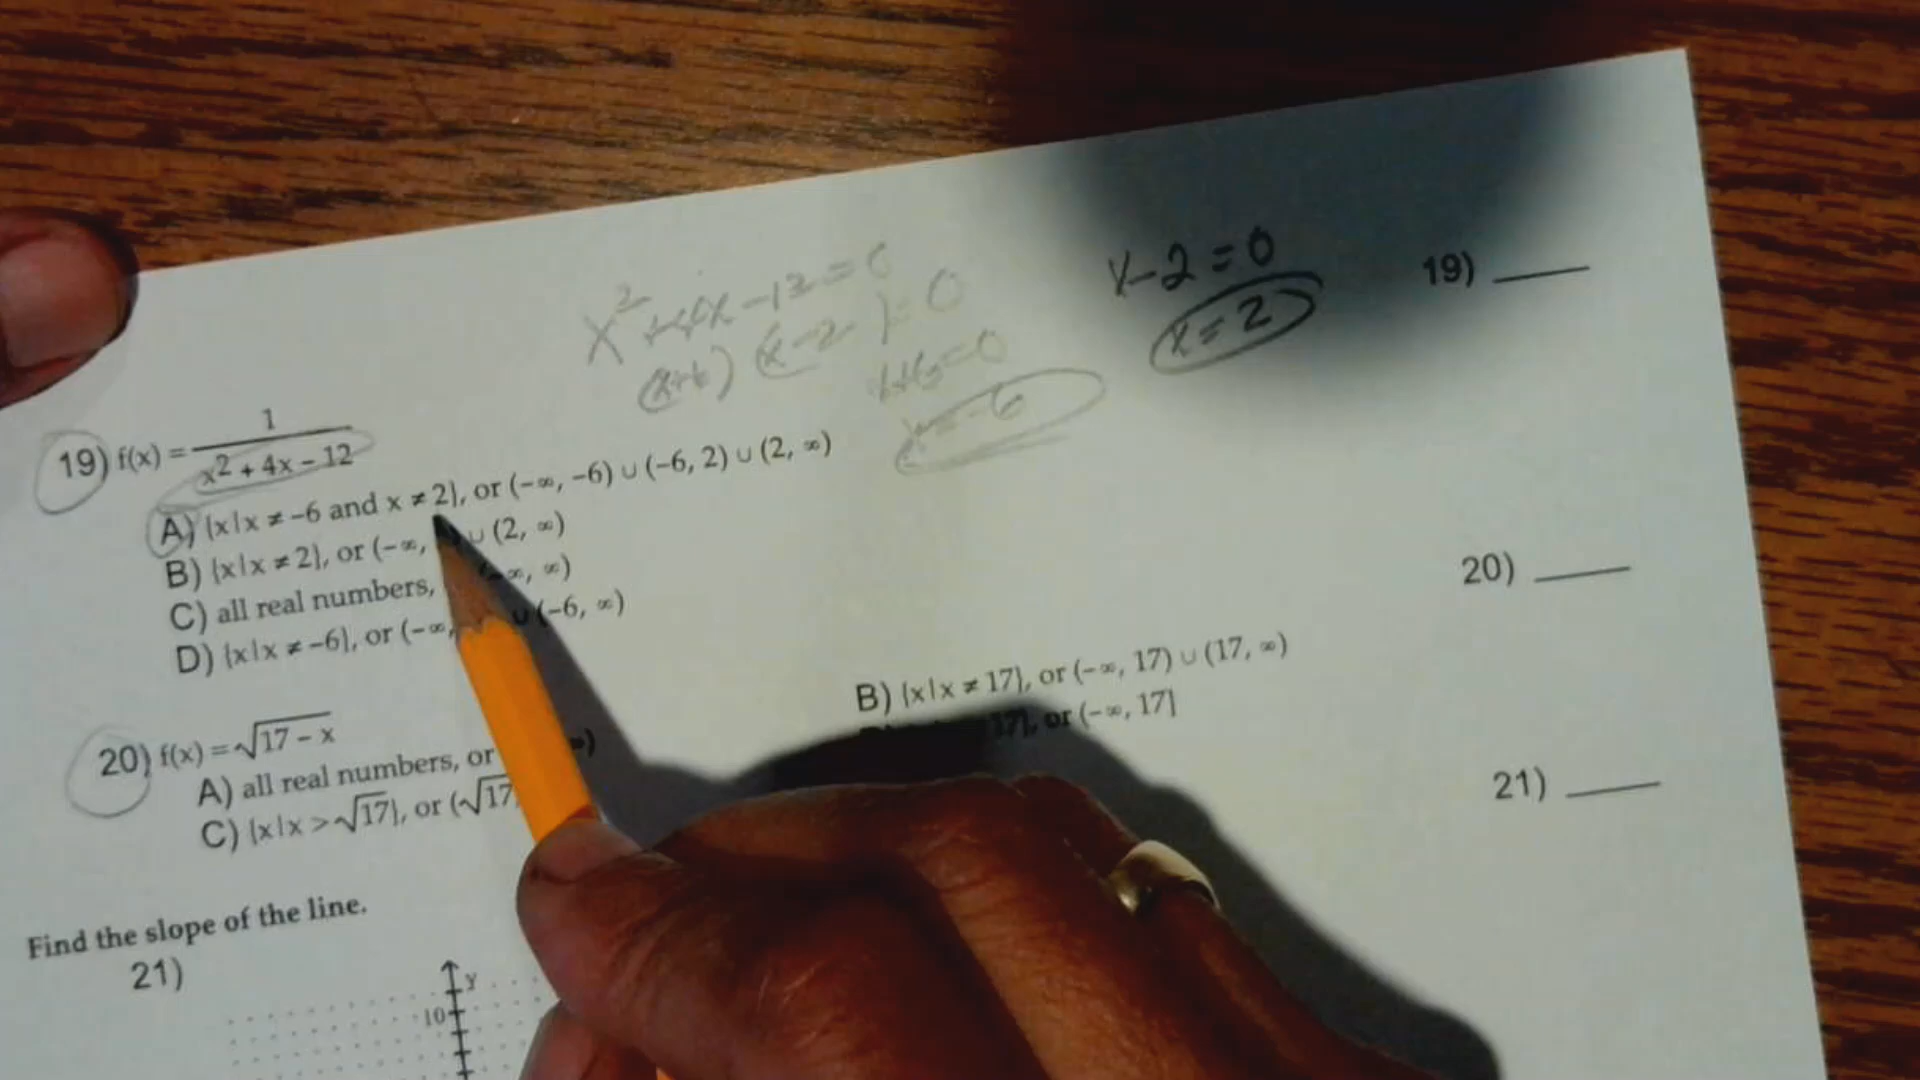 x² + 4x - 12 = 0
(x+6) (x-2) = 0
x+6=0
x = -6
x - 2 = 0
x = 2
19)
19) f(x) = 1 / x² + 4x - 12
A) {x | x ≠ -6 and x ≠ 2}, or (-∞, -6) ∪ (-6, 2) ∪ (2, ∞)
B) {x | x ≠ 2}, or (-∞, ∪ (2, ∞)
C) all real numbers, ∞, ∞)
D) {x | x ≠ -6}, or (-∞, ∪ (-6, ∞)
20)
20) f(x) = √17 - x
A) all real numbers, or ∞)
B) {x | x ≠ 17}, or (-∞, 17) ∪ (17, ∞)
C) {x | x > √17}, or (√17,
17}, or (-∞, 17]
21)
Find the slope of the line.
21)
y
10